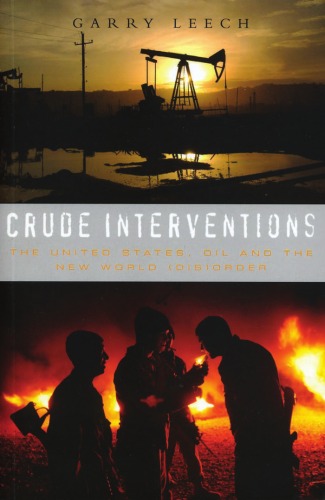 GARRY LEECH
CRUDE INTERVENTIONS
THE UNITED STATES, OIL AND THE
NEW WORLD (DIS)ORDER